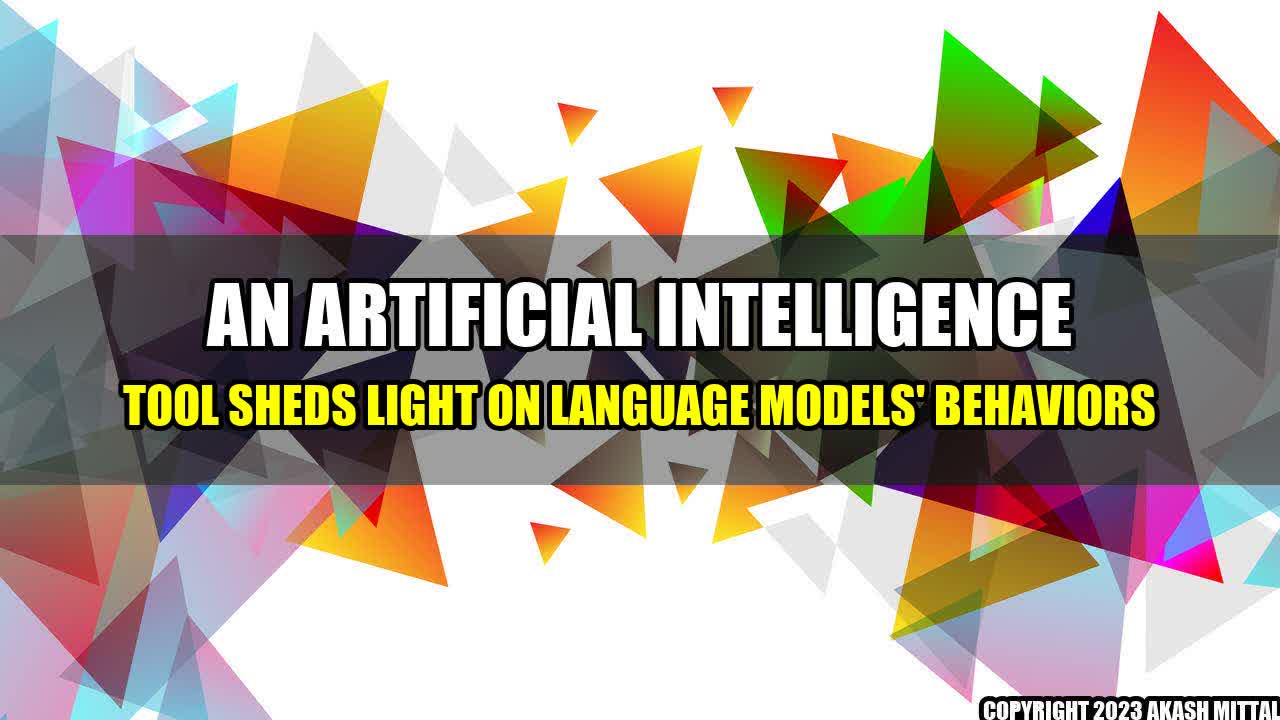 AN ARTIFICIAL INTELLIGENCE
TOOL SHEDS LIGHT ON LANGUAGE MODELS' BEHAVIORS
COPYRIGHT 2023 AKASH MITTAL